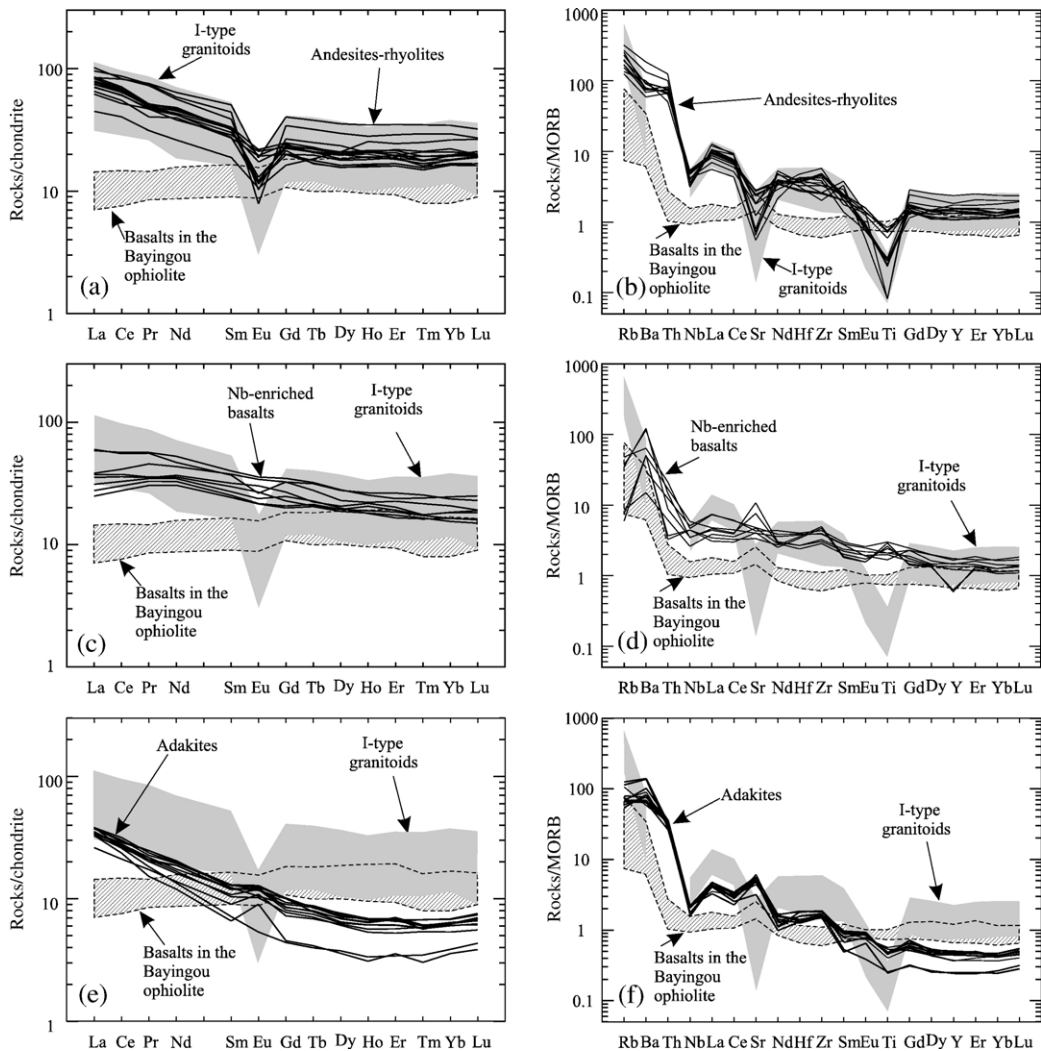 I-type
granitoids
Andesites-rhyolites
100
10
1
Rocks/chondrite
Basalts in the
Bayingou
ophiolite
(a)
La Ce Pr Nd Sm Eu Gd Tb Dy Ho Er Tm Yb Lu
1000
100
10
1
0.1
Rocks/MORB
Andesites-rhyolites
Basalts in the
Bayingou
ophiolite
I-type
granitoids
(b)
Rb Ba Th Nb La Ce Sr Nd Hf Zr Sm Eu Ti Gd Dy Y Er Yb Lu
Nb-enriched
basalts
I-type
granitoids
100
10
1
Rocks/chondrite
Basalts in the
Bayingou
ophiolite
(c)
La Ce Pr Nd Sm Eu Gd Tb Dy Ho Er Tm Yb Lu
1000
100
10
1
0.1
Rocks/MORB
Nb-enriched
basalts
I-type
granitoids
Basalts in the
Bayingou
ophiolite
(d)
Rb Ba Th Nb La Ce Sr Nd Hf Zr Sm Eu Ti Gd Dy Y Er Yb Lu
Adakites
I-type
granitoids
100
10
1
Rocks/chondrite
Basalts in the
Bayingou
ophiolite
(e)
La Ce Pr Nd Sm Eu Gd Tb Dy Ho Er Tm Yb Lu
1000
100
10
1
0.1
Rocks/MORB
Adakites
I-type
granitoids
Basalts in the
Bayingou
ophiolite
(f)
Rb Ba Th Nb La Ce Sr Nd Hf Zr Sm Eu Ti Gd Dy Y Er Yb Lu